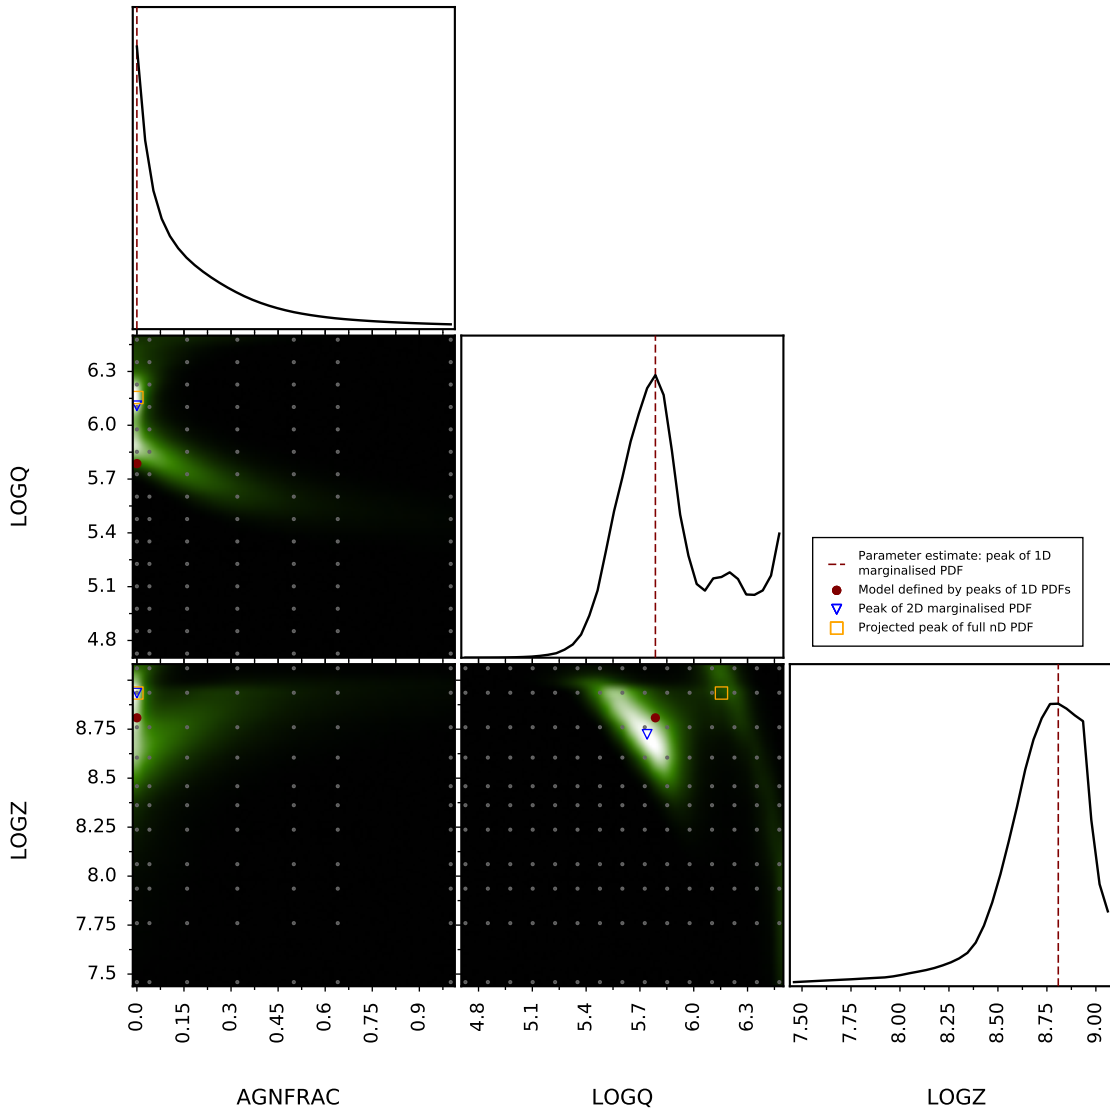 6.3
6.0
5.7
5.4
5.1
4.8
LOGQ
Parameter estimate: peak of 1D
marginalised PDF
Model defined by peaks of 1D PDFs
Peak of 2D marginalised PDF
Projected peak of full nD PDF
8.75
8.5
8.25
8.0
7.75
7.5
LOGZ
0.0 0.15 0.3 0.45 0.6 0.75 0.9
4.8 5.1 5.4 5.7 6.0 6.3
7.50 7.75 8.00 8.25 8.50 8.75 9.00
AGNFRAC LOGQ LOGZ